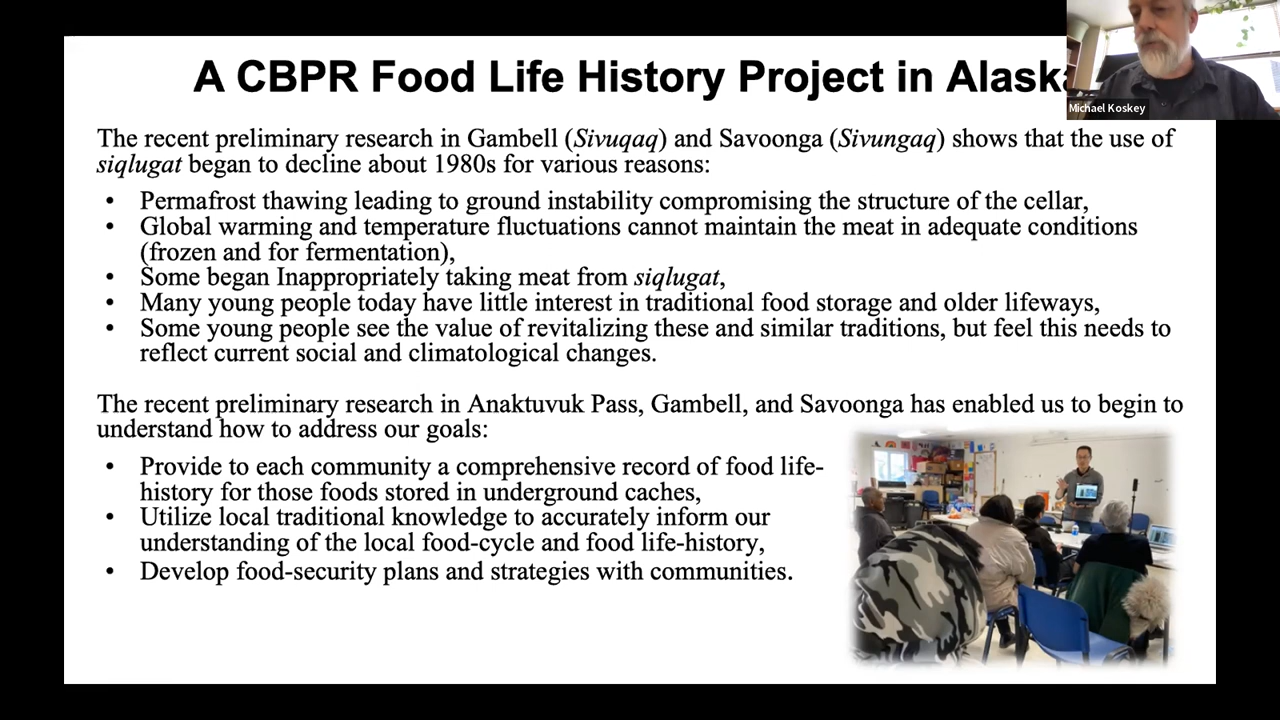 A CBPR Food Life History Project in Alaska
Michael Koskey
The recent preliminary research in Gambell (Sivuqaq) and Savoonga (Sivungaq) shows that the use of
siqlugat began to decline about 1980s for various reasons:
• Permafrost thawing leading to ground instability compromising the structure of the cellar,
• Global warming and temperature fluctuations cannot maintain the meat in adequate conditions
(frozen and for fermentation),
• Some began Inappropriately taking meat from siqlugat,
• Many young people today have little interest in traditional food storage and older lifeways,
• Some young people see the value of revitalizing these and similar traditions, but feel this needs to
reflect current social and climatological changes.
The recent preliminary research in Anaktuvuk Pass, Gambell, and Savoonga has enabled us to begin to
understand how to address our goals:
• Provide to each community a comprehensive record of food life-
history for those foods stored in underground caches,
• Utilize local traditional knowledge to accurately inform our
understanding of the local food-cycle and food life-history,
• Develop food-security plans and strategies with communities.